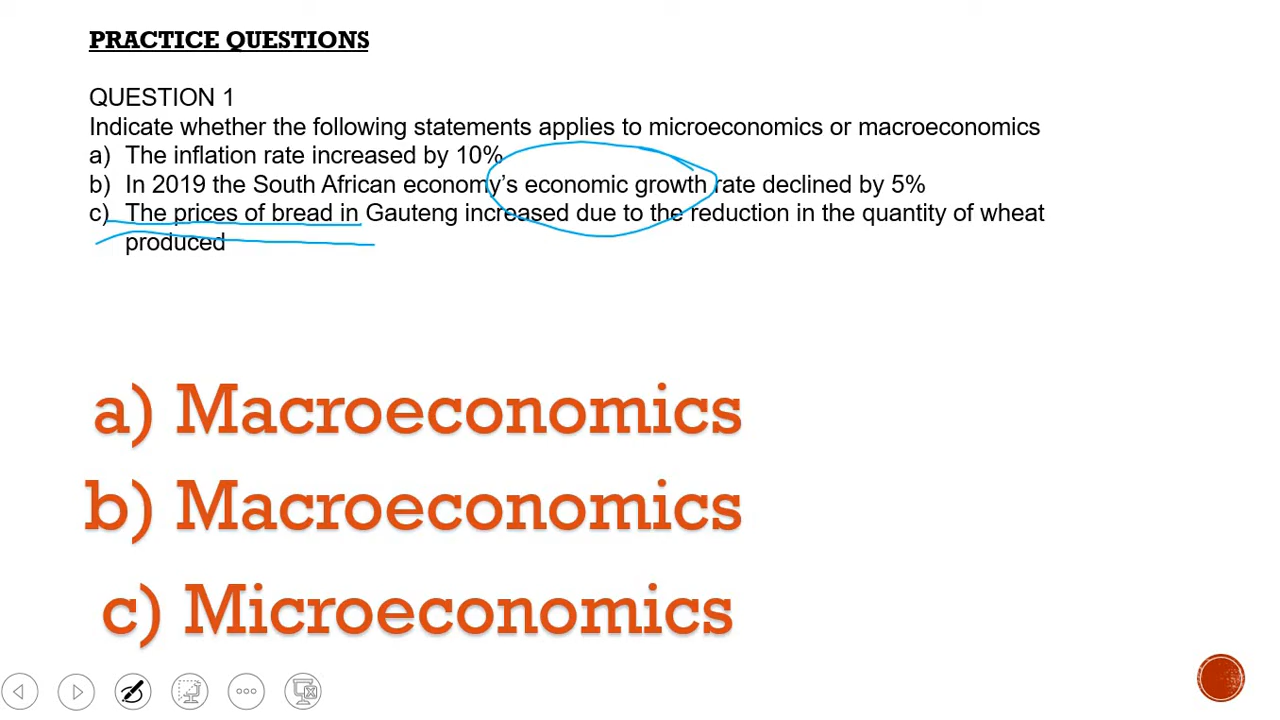 PRACTICE QUESTIONS
QUESTION 1
Indicate whether the following statements applies to microeconomics or macroeconomics
a) The inflation rate increased by 10%
b) In 2019 the South African economy’s economic growth rate declined by 5%
c) The prices of bread in Gauteng increased due to the reduction in the quantity of wheat
produced
a) Macroeconomics
b) Macroeconomics
c) Microeconomics